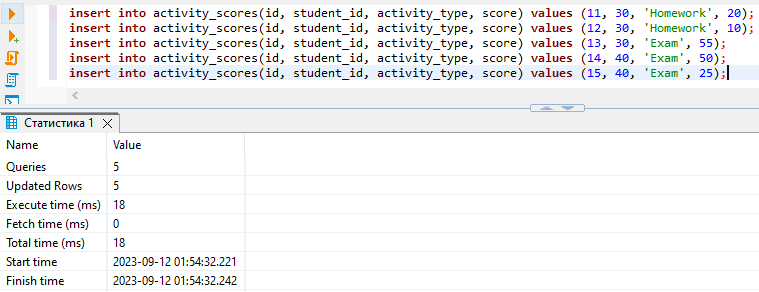 insert into activity_scores(id, student_id, activity_type, score) values (11, 30, 'Homework', 20);
insert into activity_scores(id, student_id, activity_type, score) values (12, 30, 'Homework', 10);
insert into activity_scores(id, student_id, activity_type, score) values (13, 30, 'Exam', 55);
insert into activity_scores(id, student_id, activity_type, score) values (14, 40, 'Exam', 50);
insert into activity_scores(id, student_id, activity_type, score) values (15, 40, 'Exam', 25);
Статистика 1
Name Value
Queries 5
Updated Rows 5
Execute time (ms) 18
Fetch time (ms) 0
Total time (ms) 18
Start time 2023-09-12 01:54:32.221
Finish time 2023-09-12 01:54:32.242